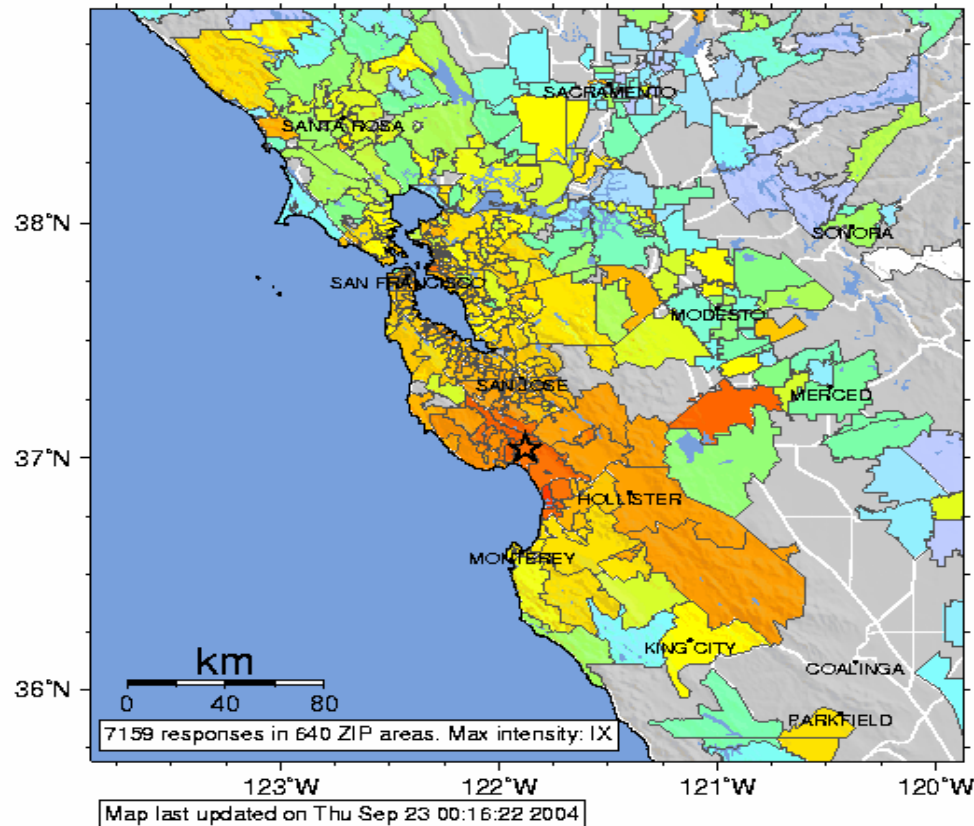 SACRAMENTO
SANTA ROSA
38°N
SONORA
SAN FRANCISCO
MODESTO
SAN JOSE
MERCED
37°N
HOLLISTER
MONTEREY
km
KING CITY
COALINGA
36°N
0 40 80
PARKFIELD
7159 responses in 640 ZIP areas. Max intensity: IX
123°W 122°W 121°W 120°W
Map last updated on Thu Sep 23 00:16:22 2004